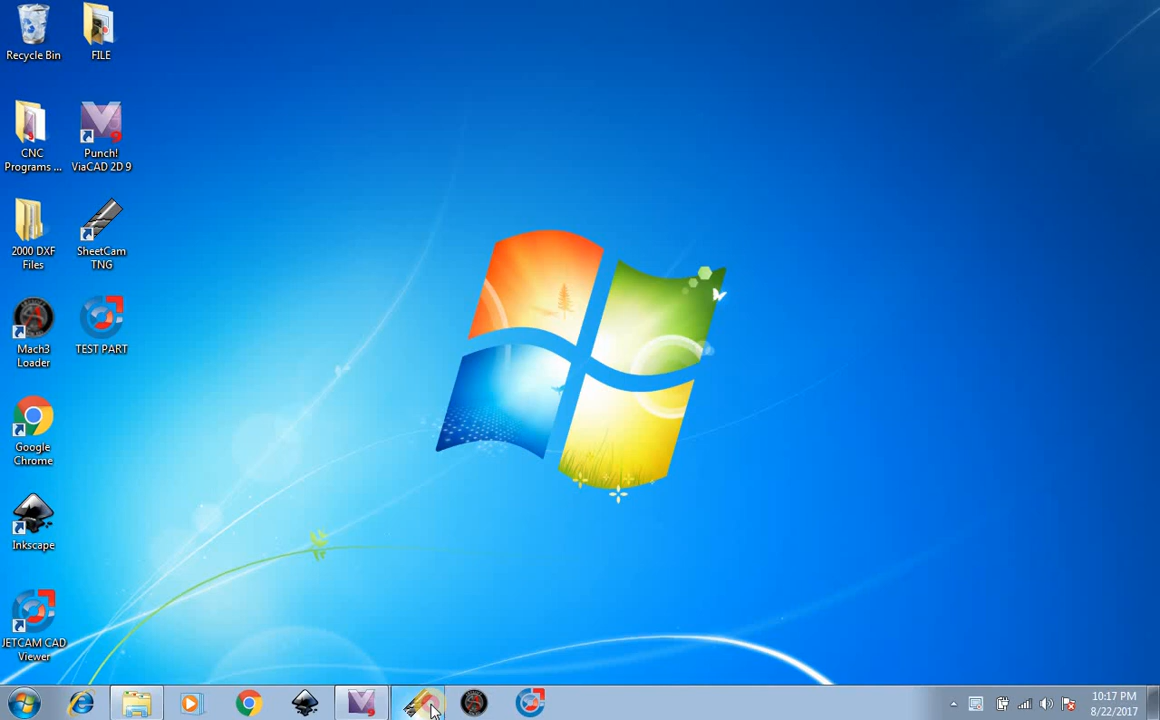 Recycle Bin
FILE
CNC
Programs ...
Punch!
ViaCAD 2D 9
2000 DXF
Files
SheetCam
TNG
Mach3
Loader
TEST PART
Google
Chrome
Inkscape
JETCAM CAD
Viewer
10:17 PM
8/22/2017